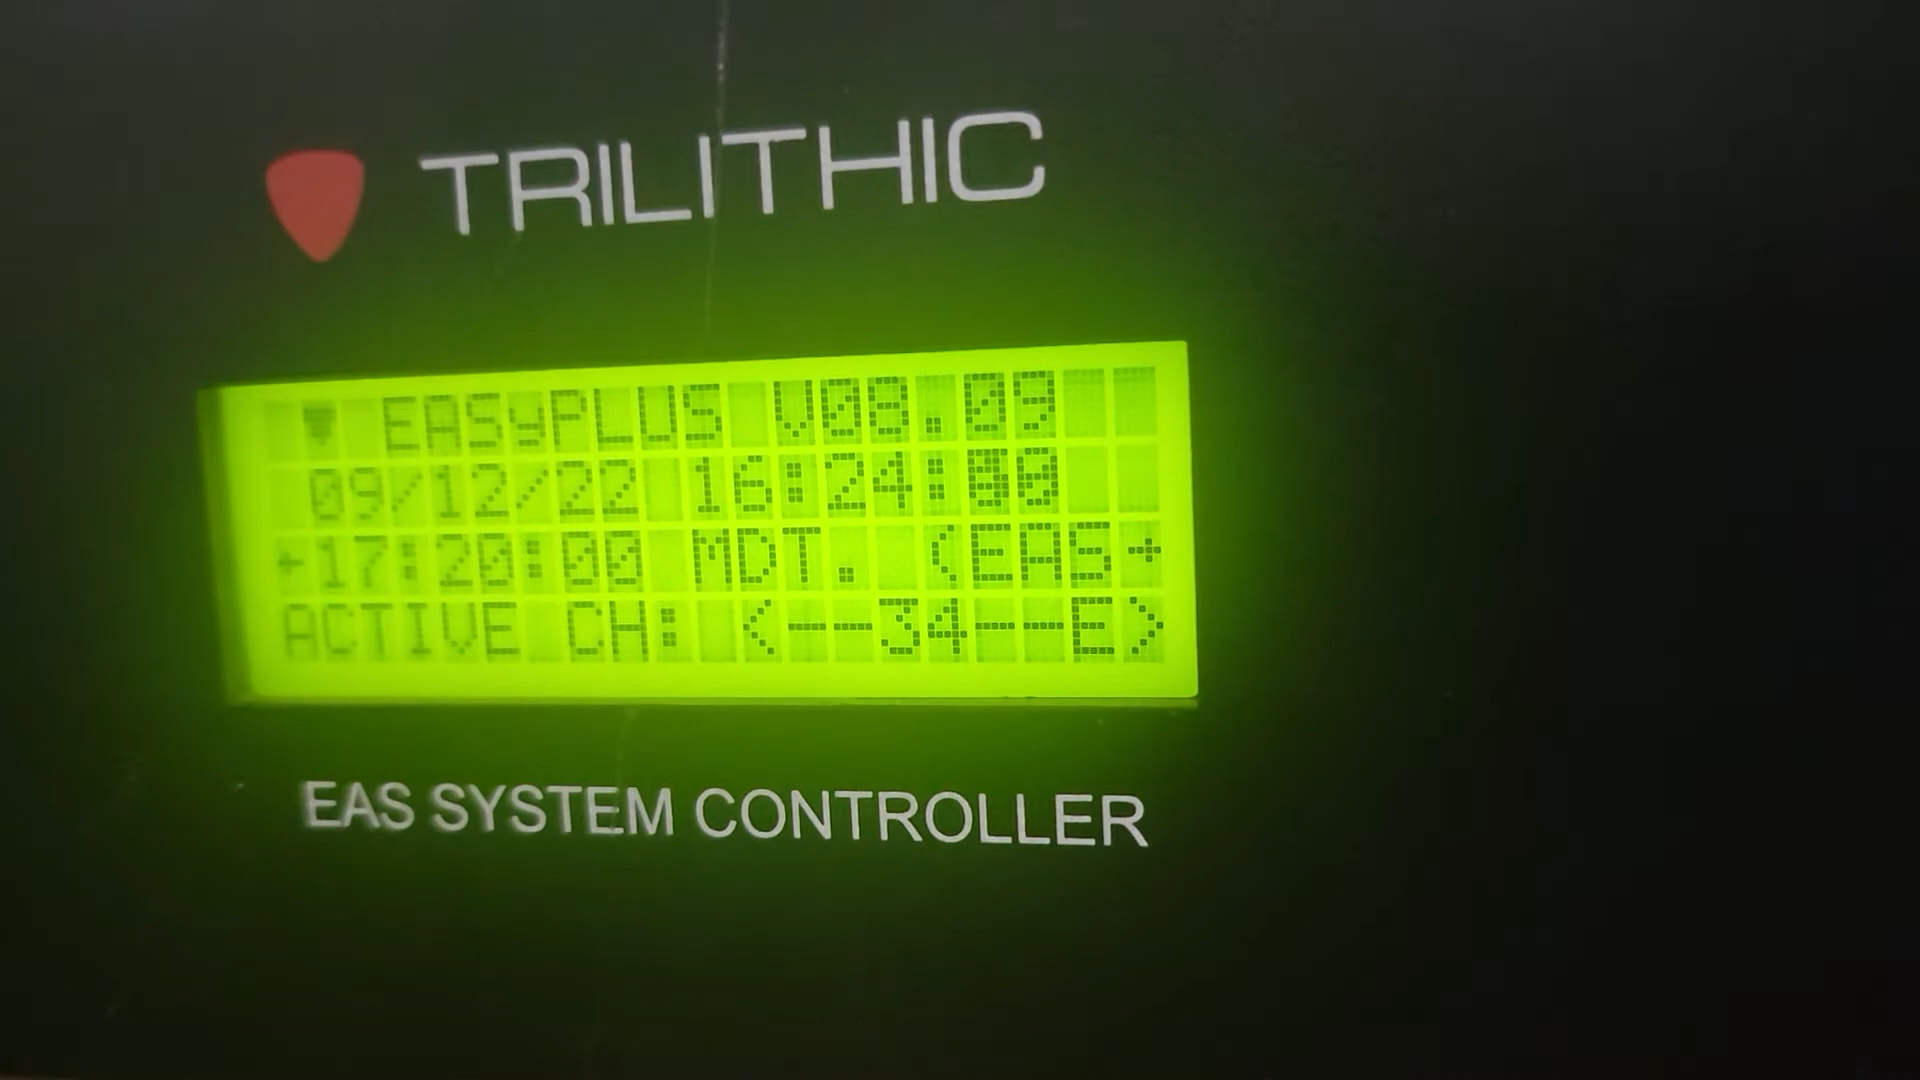 TRILITHIC
EASyPLUS V08.09
09/12/22 16:24:00
←17:20:00 MDT. (EAS→
ACTIVE CH: <--34--E>
EAS SYSTEM CONTROLLER